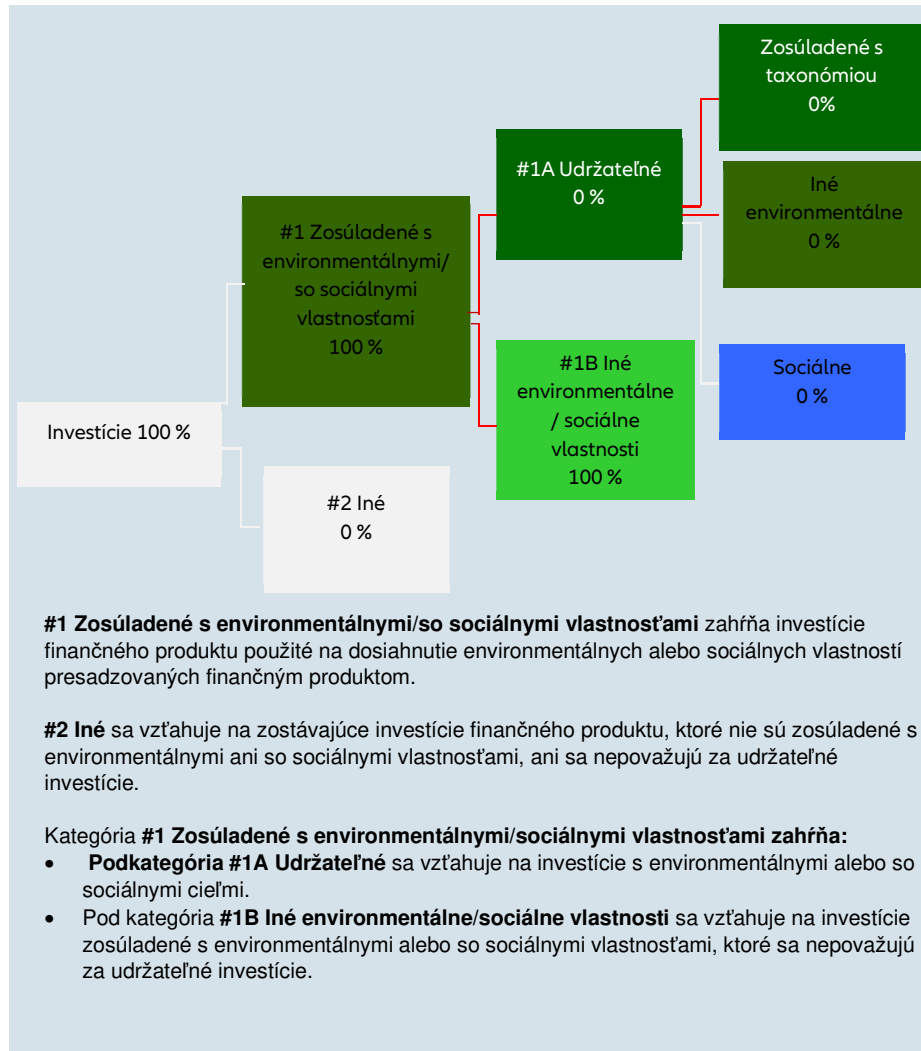 Zosúladené s
taxonómiou
0%
#1A Udržateľné
0 %
Iné
environmentálne
0 %
#1 Zosúladené s
environmentálnymi/
so sociálnymi
vlastnosťami
100 %
#1B Iné
environmentálne
/ sociálne
vlastnosti
100 %
Sociálne
0 %
Investície 100 %
#2 Iné
0 %
#1 Zosúladené s environmentálnymi/so sociálnymi vlastnosťami zahŕňa investície
finančného produktu použité na dosiahnutie environmentálnych alebo sociálnych vlastností
presadzovaných finančným produktom.
#2 Iné sa vzťahuje na zostávajúce investície finančného produktu, ktoré nie sú zosúladené s
environmentálnymi ani so sociálnymi vlastnosťami, ani sa nepovažujú za udržateľné
investície.
Kategória #1 Zosúladené s environmentálnymi/sociálnymi vlastnosťami zahŕňa:
• Podkategória #1A Udržateľné sa vzťahuje na investície s environmentálnymi alebo so
sociálnymi cieľmi.
• Pod kategória #1B Iné environmentálne/sociálne vlastnosti sa vzťahuje na investície
zosúladené s environmentálnymi alebo so sociálnymi vlastnosťami, ktoré sa nepovažujú
za udržateľné investície.